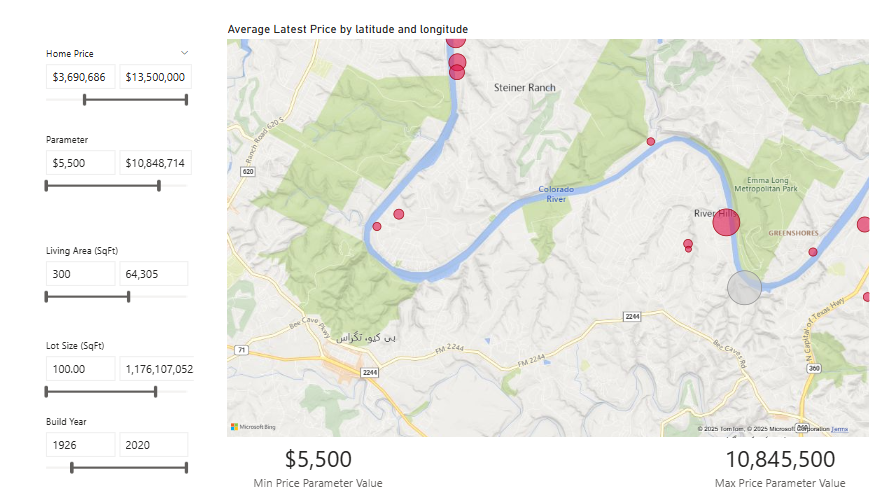 Average Latest Price by latitude and longitude
Home Price
$3,690,686
$13,500,000
Parameter
$5,500
$10,848,714
Living Area (SqFt)
300
64,305
Lot Size (SqFt)
100.00
1,176,107,052
Build Year
1926
2020
Steiner Ranch
Ranch Road 620 S
620
Colorado
River
Emma Long
Metropolitan Park
River Hills
GREENSHORES
2244
N Capital of Texas Hwy
Bee Caves Pkwy
بی کیو، تگزاس
71
FM 2244
2244
FM 2244
Bee Caves Rd
360
Microsoft Bing
© 2025 TomTom, © 2025 Microsoft Corporation Terms
$5,500
Min Price Parameter Value
10,845,500
Max Price Parameter Value